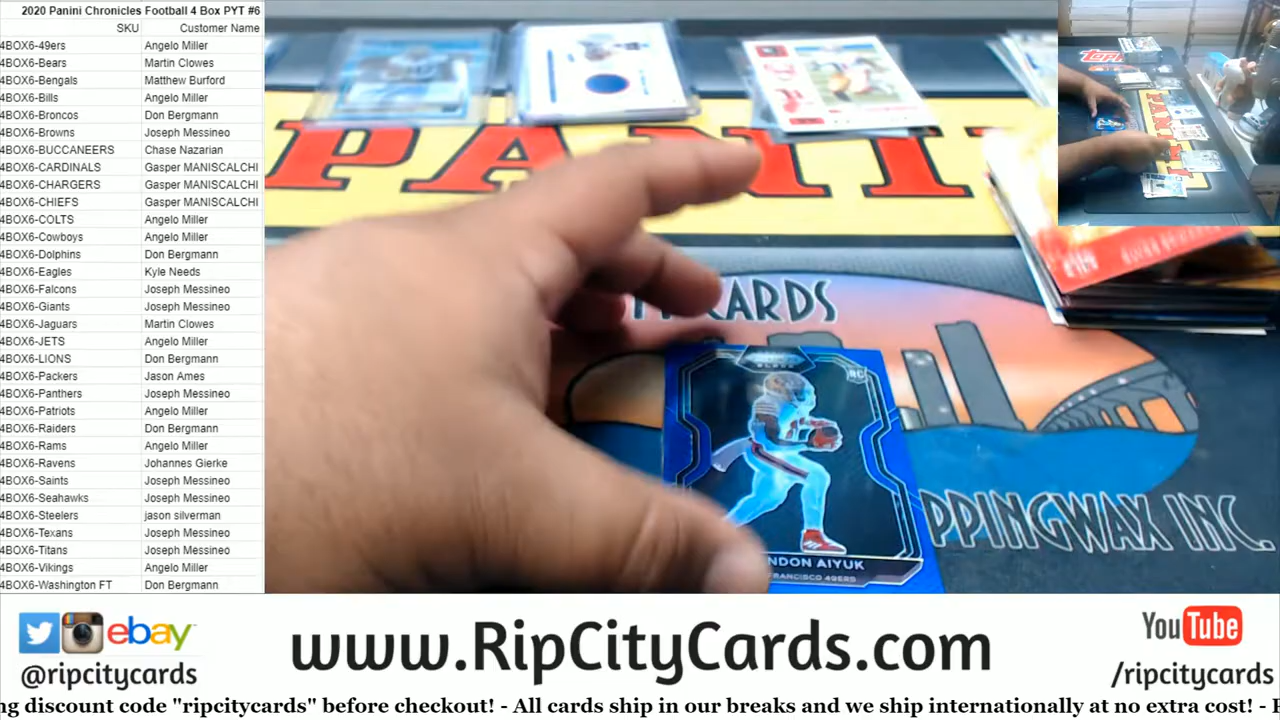 2020 Panini Chronicles Football 4 Box PYT #6
SKU Customer Name
4BOX6-49ers Angelo Miller
4BOX6-Bears Martin Clowes
4BOX6-Bengals Matthew Burford
4BOX6-Bills Angelo Miller
4BOX6-Broncos Don Bergmann
4BOX6-Browns Joseph Messineo
4BOX6-BUCCANEERS Chase Nazarian
4BOX6-CARDINALS Gasper MANISCALCHI
4BOX6-CHARGERS Gasper MANISCALCHI
4BOX6-CHIEFS Gasper MANISCALCHI
4BOX6-COLTS Angelo Miller
4BOX6-Cowboys Angelo Miller
4BOX6-Dolphins Don Bergmann
4BOX6-Eagles Kyle Needs
4BOX6-Falcons Joseph Messineo
4BOX6-Giants Joseph Messineo
4BOX6-Jaguars Martin Clowes
4BOX6-JETS Angelo Miller
4BOX6-LIONS Don Bergmann
4BOX6-Packers Jason Ames
4BOX6-Panthers Joseph Messineo
4BOX6-Patriots Angelo Miller
4BOX6-Raiders Don Bergmann
4BOX6-Rams Angelo Miller
4BOX6-Ravens Johannes Gierke
4BOX6-Saints Joseph Messineo
4BOX6-Seahawks Joseph Messineo
4BOX6-Steelers jason silverman
4BOX6-Texans Joseph Messineo
4BOX6-Titans Joseph Messineo
4BOX6-Vikings Angelo Miller
4BOX6-Washington FT Don Bergmann
PANINI
CARDS
RC
NDON AIYUK
FRANCISCO 49ERS
PPINGWAX INC.
ebay
@ripcitycards
www.RipCityCards.com
YouTube
/ripcitycards
ng discount code "ripcitycards" before checkout! - All cards ship in our breaks and we ship internationally at no extra cost! -